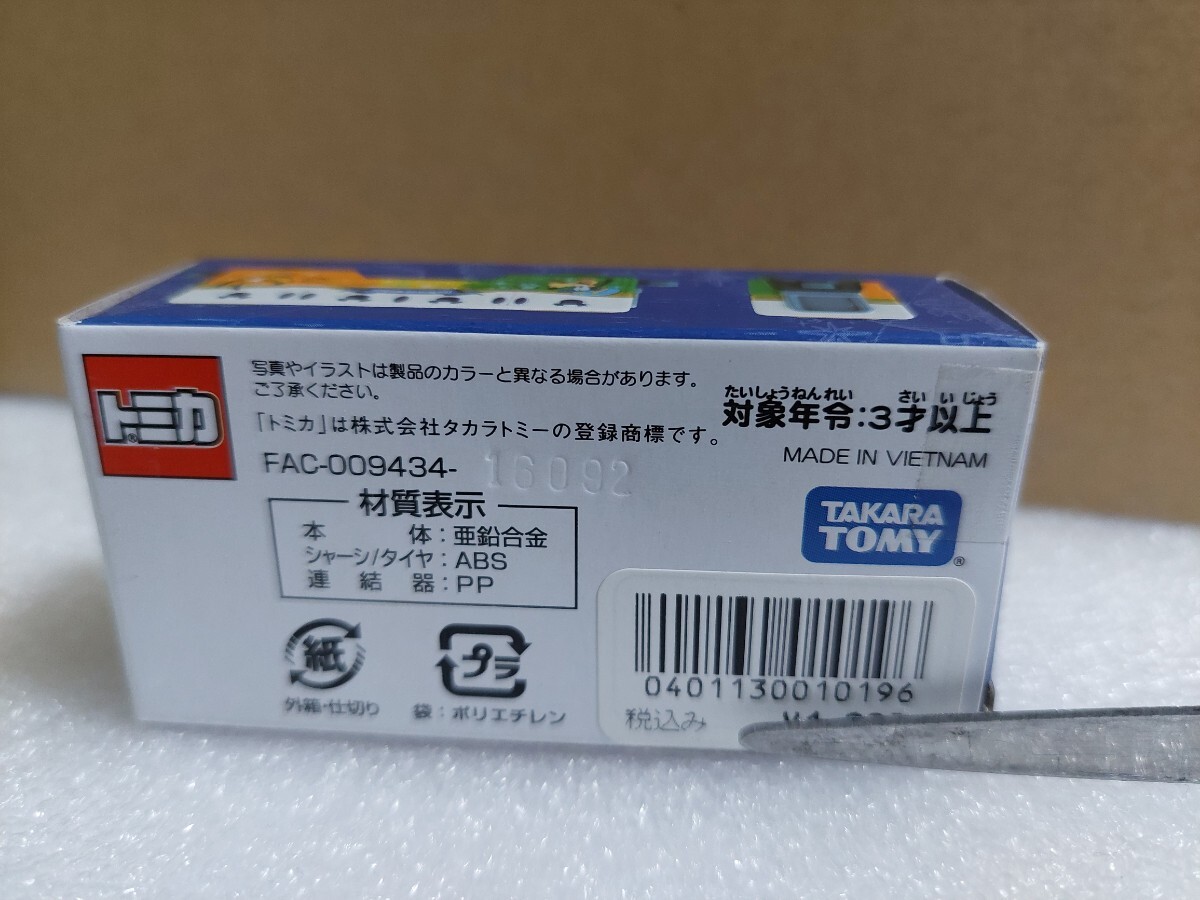 トミカ®
写真やイラストは製品のカラーと異なる場合があります。
ご了承ください。
「トミカ」は株式会社タカラトミーの登録商標です。
FAC-009434- 16092
たいしょうねんれい さい いじょう
対象年令:3才以上
MADE IN VIETNAM
TAKARA
TOMY®
材質表示
本体:亜鉛合金
シャーシ/タイヤ:ABS
連結器:PP
紙
外箱・仕切り
プラ
袋:ポリエチレン
0401130010196
税込み